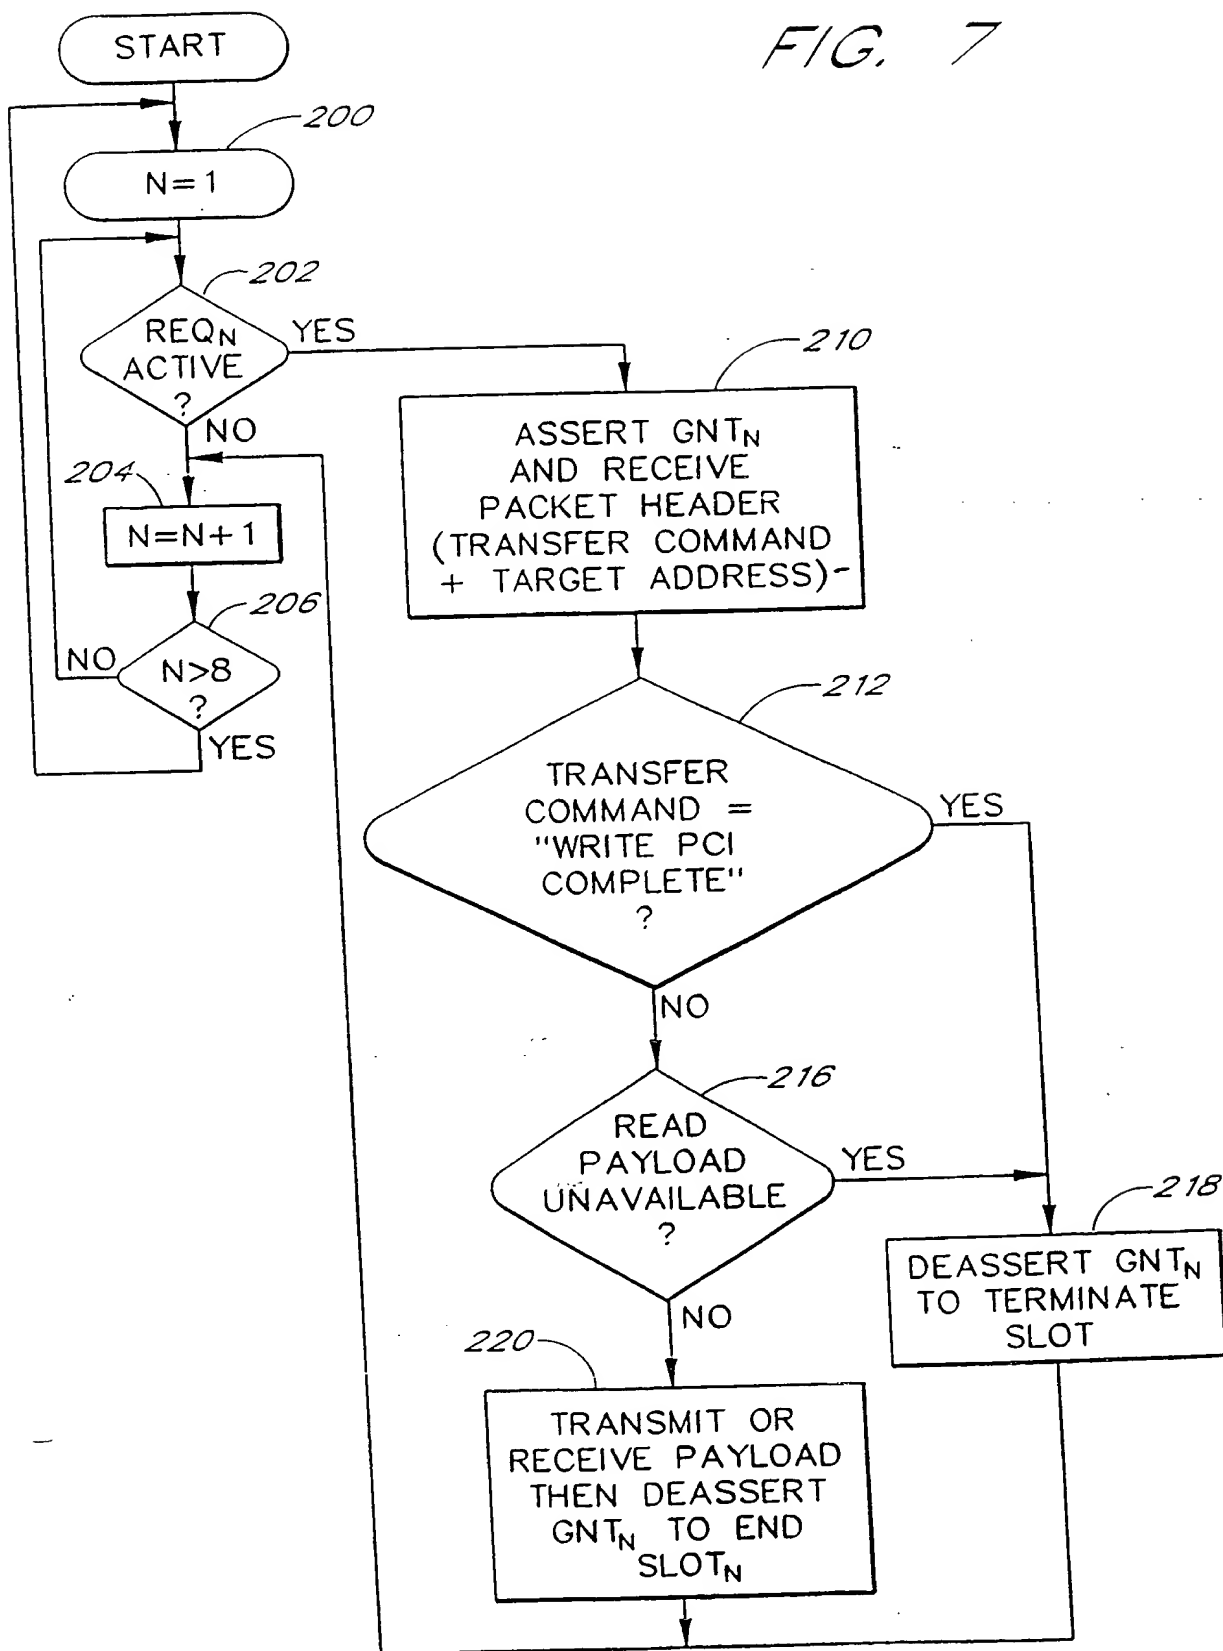 FIG. 7
START
200
N=1
202
REQN
ACTIVE
?
YES
NO
204
N=N+1
206
N>8
?
NO
YES
210
ASSERT GNTN
AND RECEIVE
PACKET HEADER
(TRANSFER COMMAND
+ TARGET ADDRESS)
212
TRANSFER
COMMAND =
"WRITE PCI
COMPLETE"
?
YES
NO
216
READ
PAYLOAD
UNAVAILABLE
?
YES
NO
218
DEASSERT GNTN
TO TERMINATE
SLOT
220
TRANSMIT OR
RECEIVE PAYLOAD
THEN DEASSERT
GNTN TO END
SLOTN